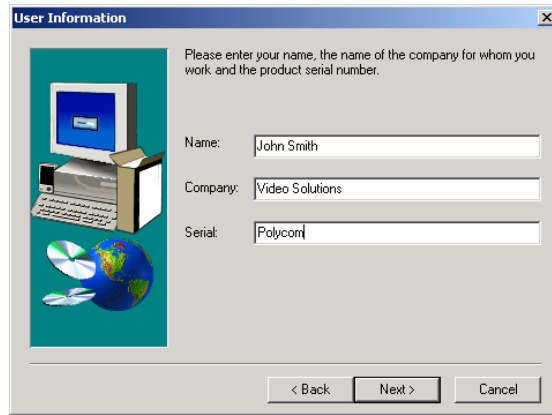 User Information
Please enter your name, the name of the company for whom you
work and the product serial number.
Name: John Smith
Company: Video Solutions
Serial: Polycom
< Back Next > Cancel